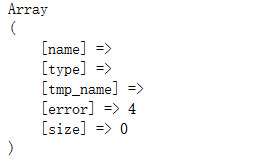 Array
(
    [name] =>
    [type] =>
    [tmp_name] =>
    [error] => 4
    [size] => 0
)